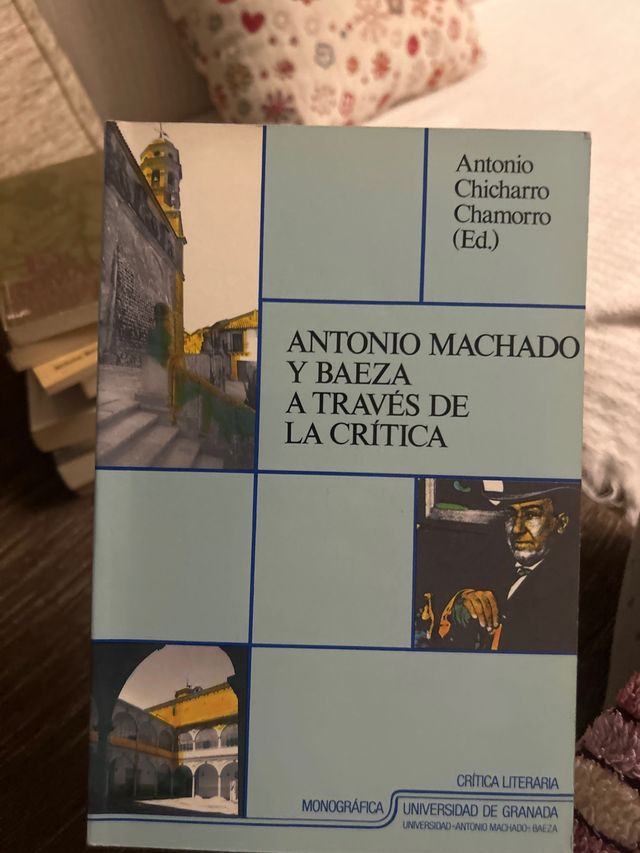 Antonio
Chicharro
Chamorro
(Ed.)
ANTONIO MACHADO
Y BAEZA
A TRAVÉS DE
LA CRÍTICA
CRÍTICA LITERARIA
MONOGRÁFICA
UNIVERSIDAD DE GRANADA
UNIVERSIDAD «ANTONIO MACHADO» BAEZA